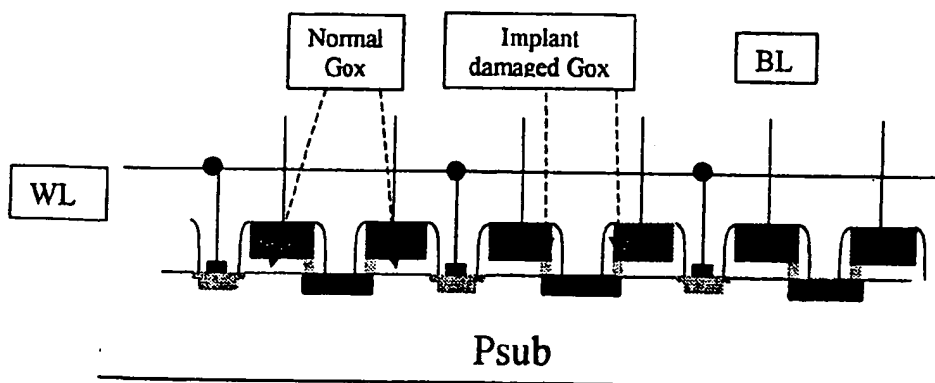 Normal
Gox
Implant
damaged Gox
BL
WL
Psub